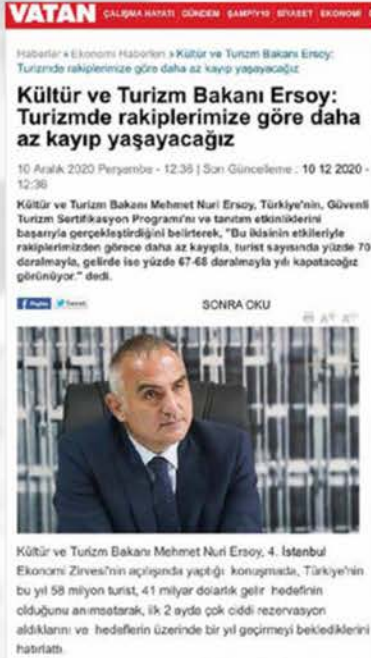 VATAN ÇALIŞMA HAYATI GÜNDEM ŞAMPİY10 SİYASET EKONOMİ
Haberler » Ekonomi Haberleri » Kültür ve Turizm Bakanı Ersoy:
Turizmde rakiplerimize göre daha az kayıp yaşayacağız
Kültür ve Turizm Bakanı Ersoy:
Turizmde rakiplerimize göre daha
az kayıp yaşayacağız
10 Aralık 2020 Perşembe - 12:36 | Son Güncelleme : 10 12 2020 -
12:36
Kültür ve Turizm Bakanı Mehmet Nuri Ersoy, Türkiye'nin, Güvenli
Turizm Sertifikasyon Programı'nı ve tanıtım etkinliklerini
başarıyla gerçekleştirdiğini belirterek, "Bu ikisinin etkileriyle
rakiplerimizden görece daha az kayıpla, turist sayısında yüzde 70
daralmayla, gelirde ise yüzde 67-68 daralmayla yılı kapatacağız
görünüyor." dedi.
Paylaş Tweet SONRA OKU
Kültür ve Turizm Bakanı Mehmet Nuri Ersoy, 4. İstanbul
Ekonomi Zirvesi'nin açılışında yaptığı konuşmada, Türkiye'nin
bu yıl 58 milyon turist, 41 milyar dolarlık gelir hedefinin
olduğunu anımsatarak, ilk 2 ayda çok ciddi rezervasyon
aldıklarını ve hedeflerin üzerinde bir yıl geçirmeyi beklediklerini
hatırlattı.